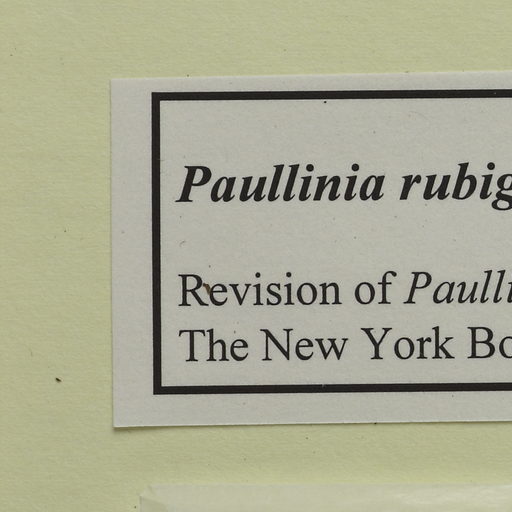 Paullinia rubig
Revision of Paulli
The New York Bo